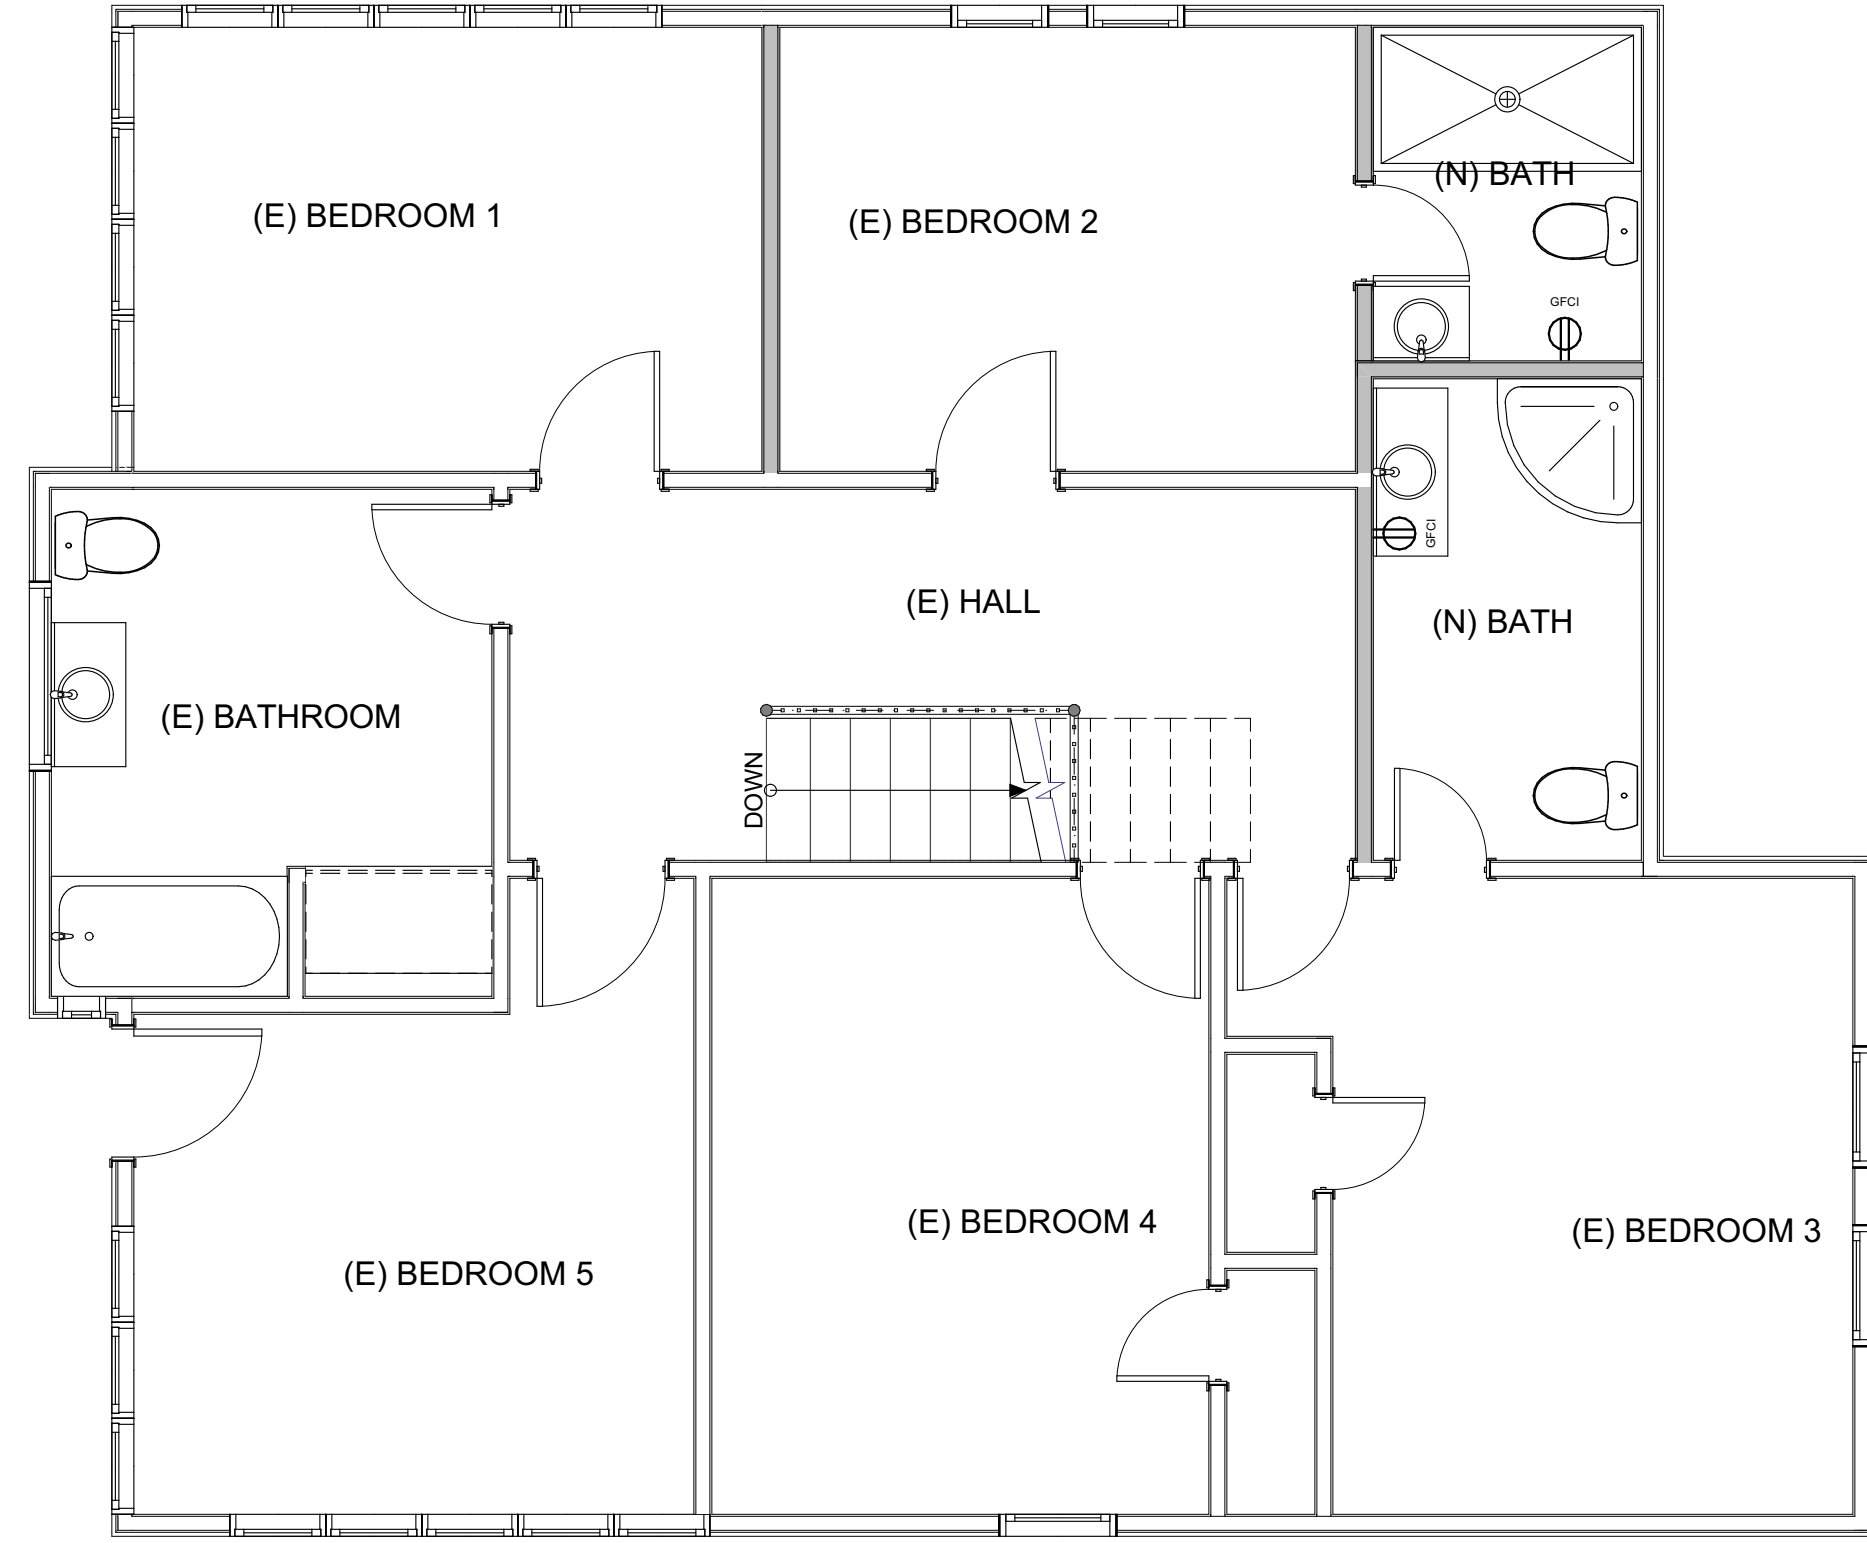 (N) BATH
(E) BEDROOM 1
(E) BEDROOM 2
GFCI
GFCI
(E) HALL
(N) BATH
(E) BATHROOM
DOWN
(E) BEDROOM 4
(E) BEDROOM 3
(E) BEDROOM 5